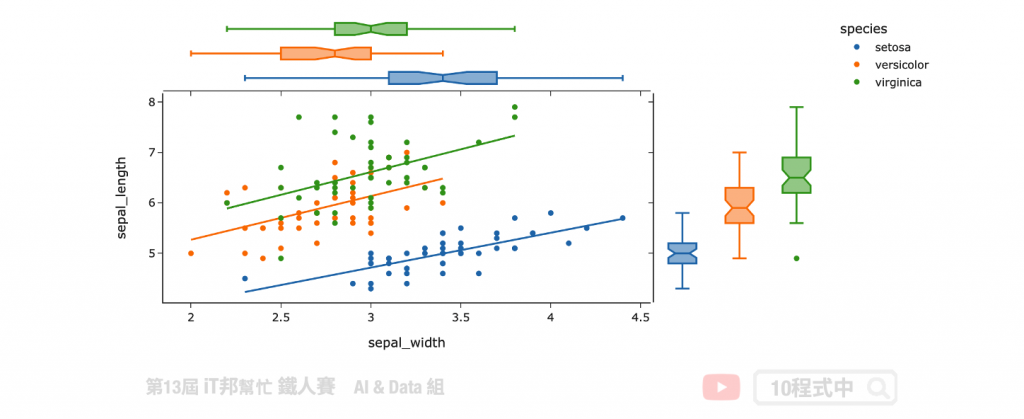 species
setosa
versicolor
virginica
8
7
6
5
sepal_length
2
2.5
3
3.5
4
4.5
sepal_width
第13屆 iT邦幫忙 鐵人賽 AI & Data 組
10程式中